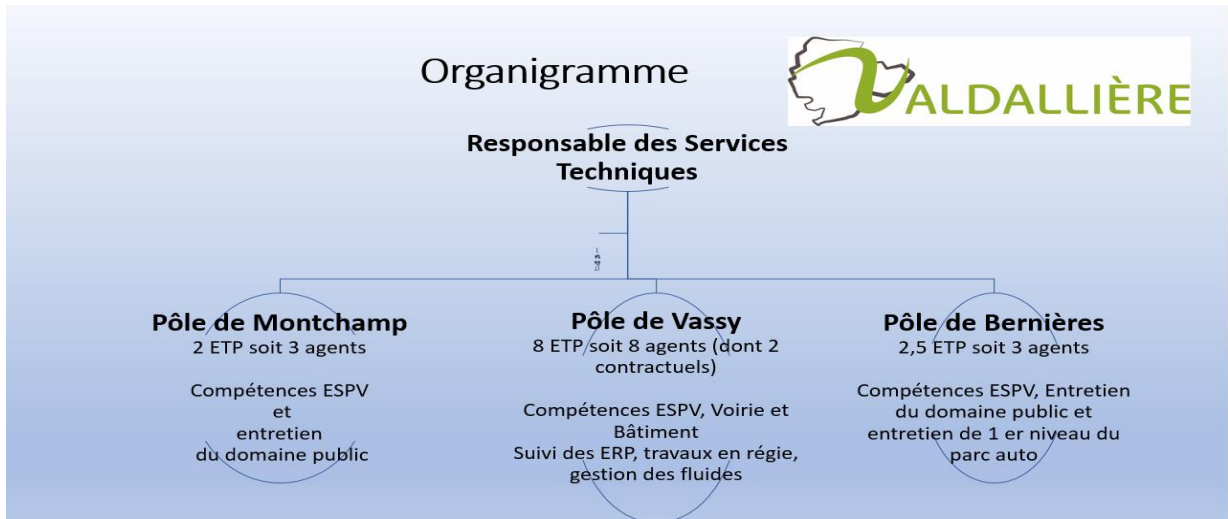 Organigramme
VALDALLIÈRE
Responsable des Services
Techniques
Pôle de Montchamp
2 ETP soit 3 agents
Compétences ESPV
et
entretien
du domaine public
Pôle de Vassy
8 ETP soit 8 agents (dont 2
contractuels)
Compétences ESPV, Voirie et
Bâtiment
Suivi des ERP, travaux en régie,
gestion des fluides
Pôle de Bernières
2,5 ETP soit 3 agents
Compétences ESPV, Entretien
du domaine public et
entretien de 1 er niveau du
parc auto